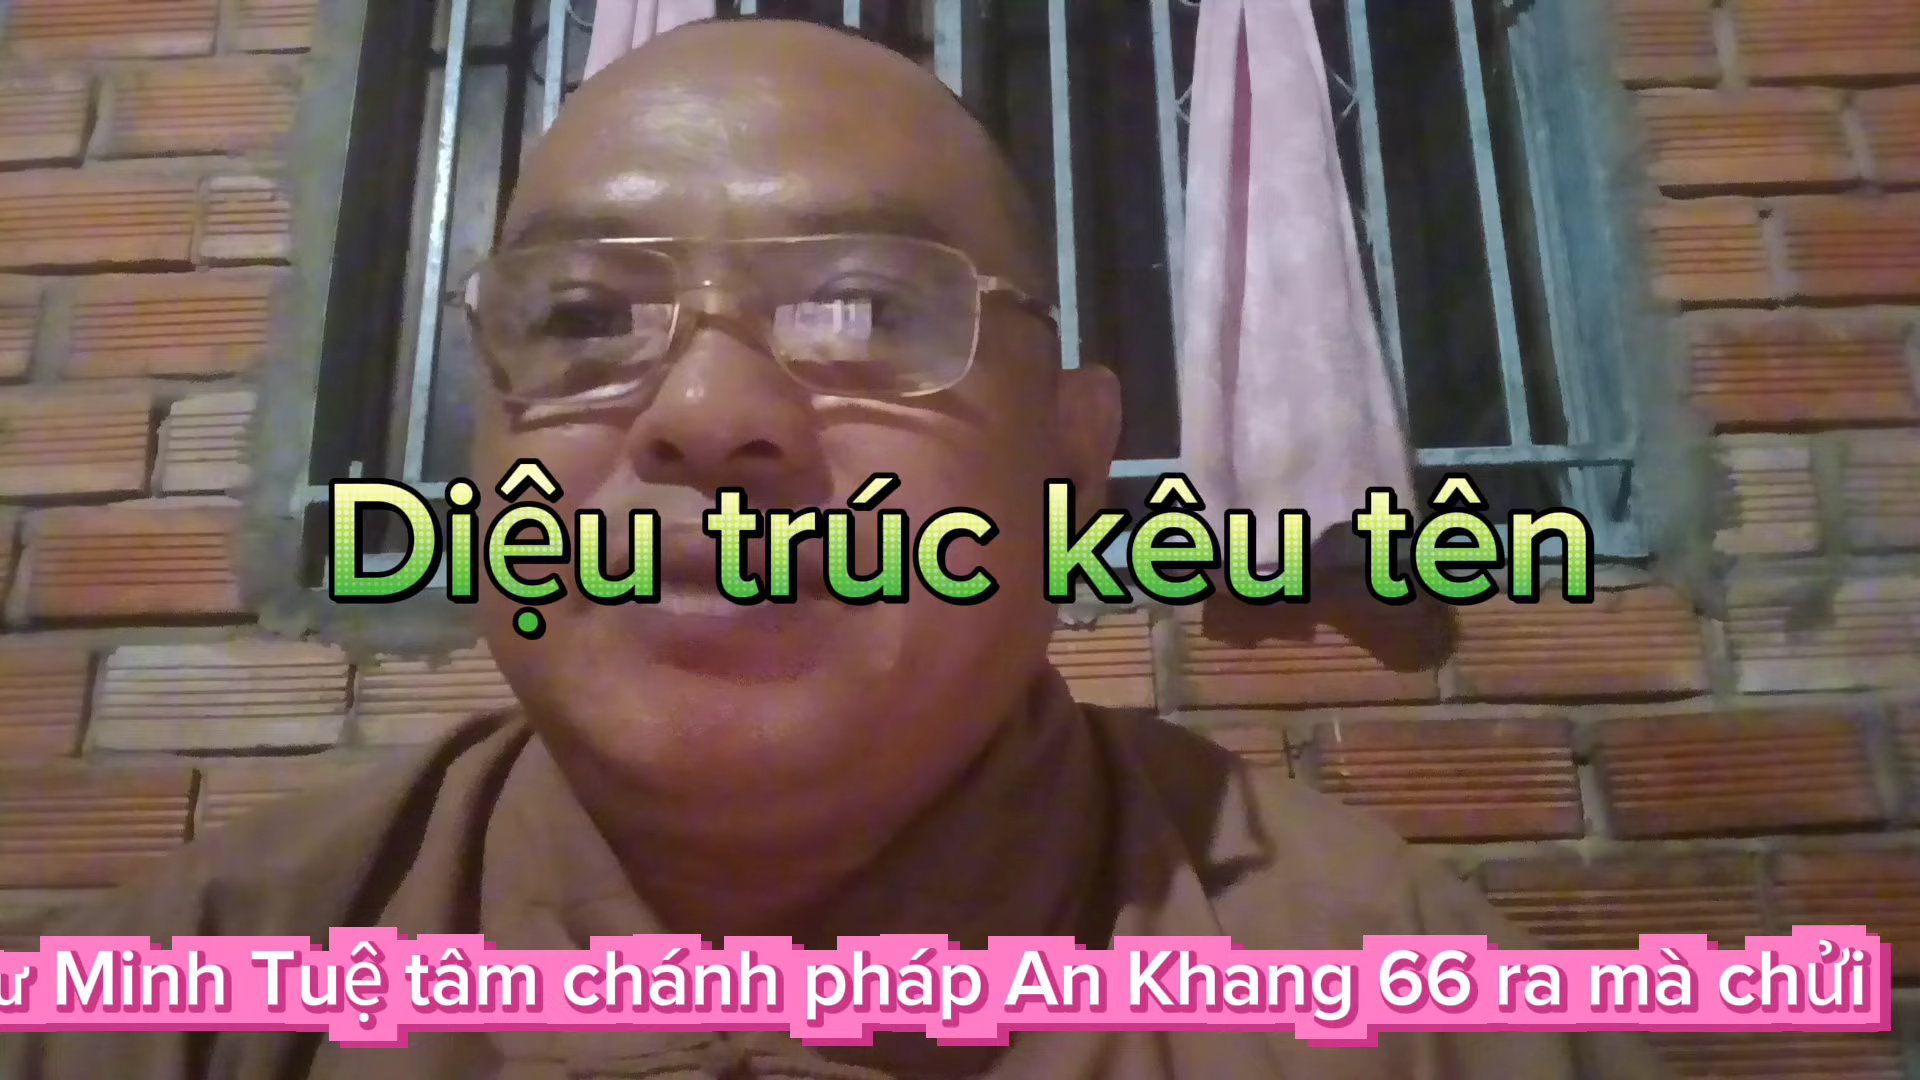 Diệu trúc kêu tên
Minh Tuệ tâm chánh pháp An Khang 66 ra mà chửi